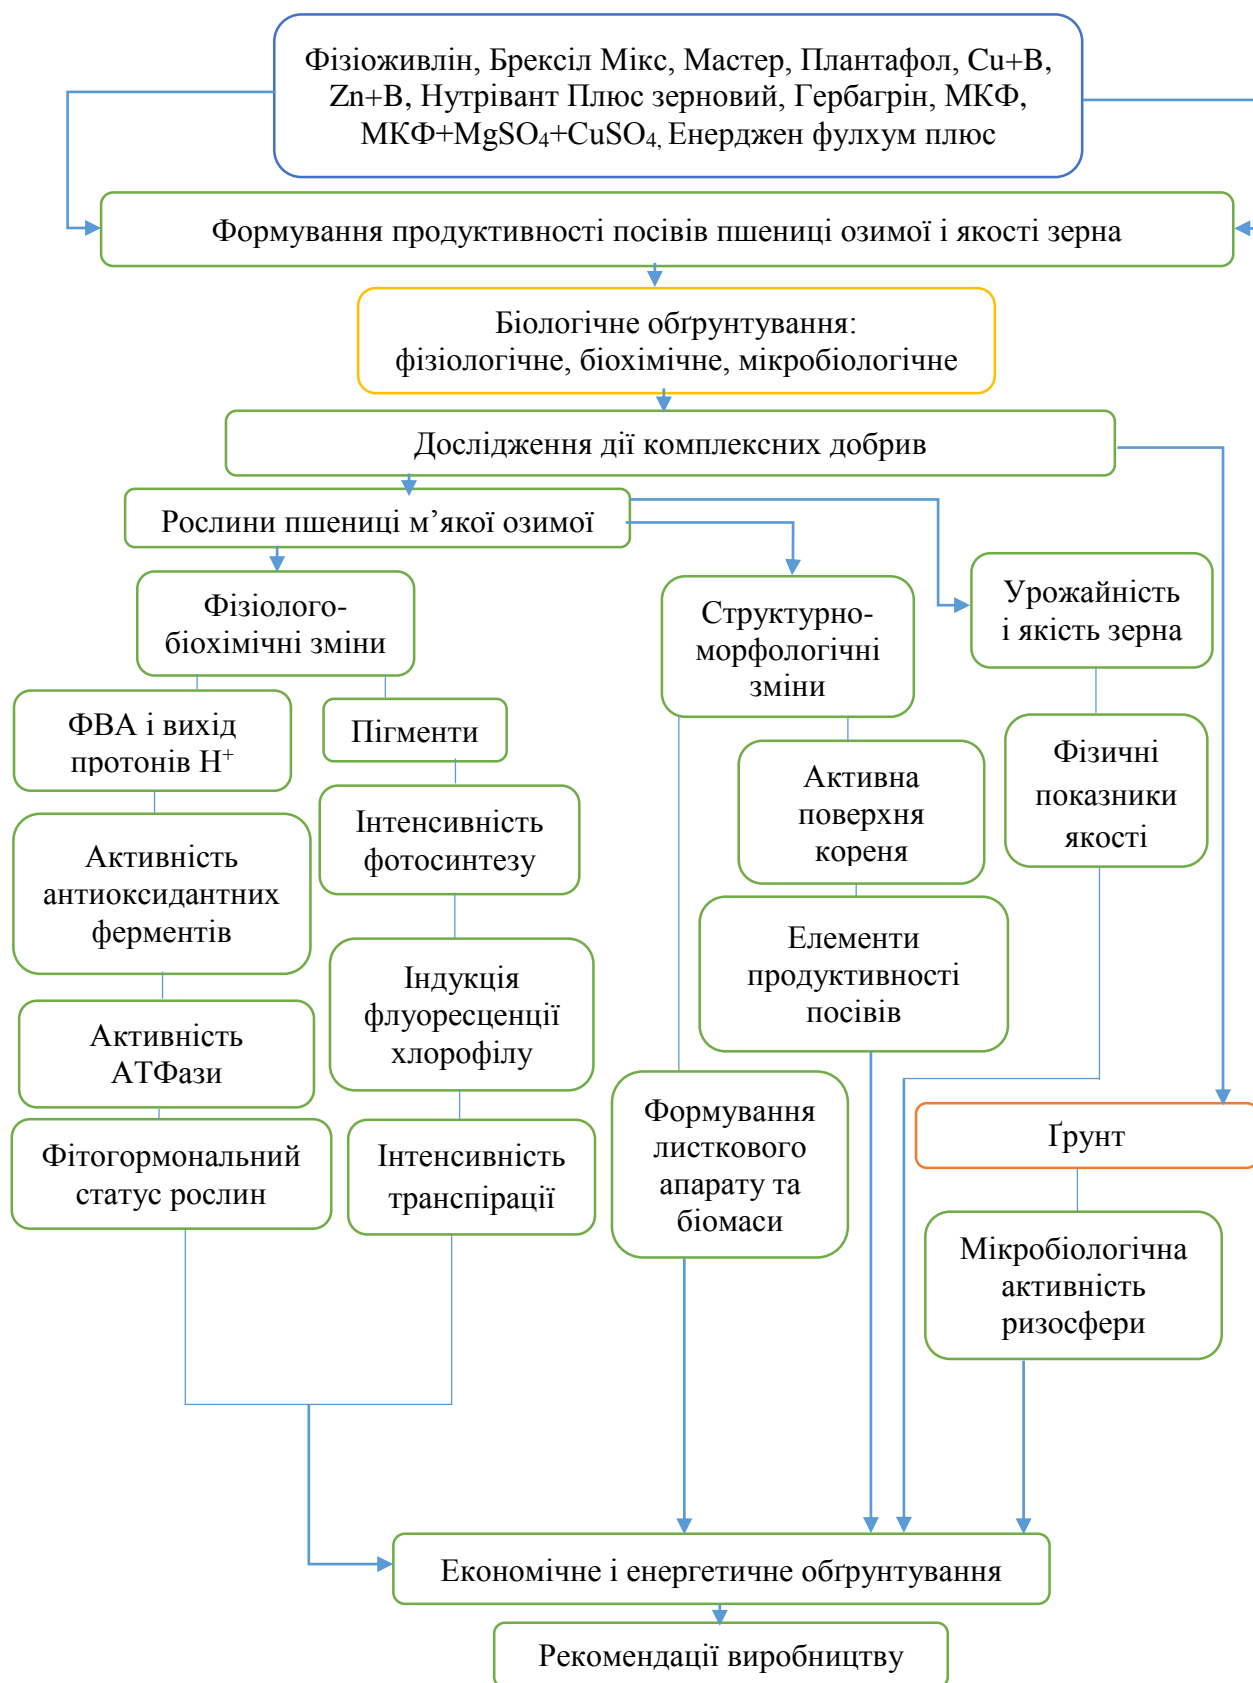 Фізіоживлін, Брексіл Мікс, Мастер, Плантафол, Cu+B,
Zn+B, Нутрівант Плюс зерновий, Гербагрін, МКФ,
МКФ+MgSO₄+CuSO₄, Енерджен фулхум плюс
Формування продуктивності посівів пшениці озимої і якості зерна
Біологічне обґрунтування:
фізіологічне, біохімічне, мікробіологічне
Дослідження дії комплексних добрив
Рослини пшениці м’якої озимої
Фізіолого-
біохімічні зміни
ФВА і вихід
протонів Н⁺
Активність
антиоксидантних
ферментів
Активність
АТФази
Фітогормональний
статус рослин
Пігменти
Інтенсивність
фотосинтезу
Індукція
флуоресценції
хлорофілу
Інтенсивність
транспірації
Структурно-
морфологічні
зміни
Активна
поверхня
кореня
Елементи
продуктивності
посівів
Формування
листкового
апарату та
біомаси
Урожайність
і якість зерна
Фізичні
показники
якості
Ґрунт
Мікробіологічна
активність
ризосфери
Економічне і енергетичне обґрунтування
Рекомендації виробництву